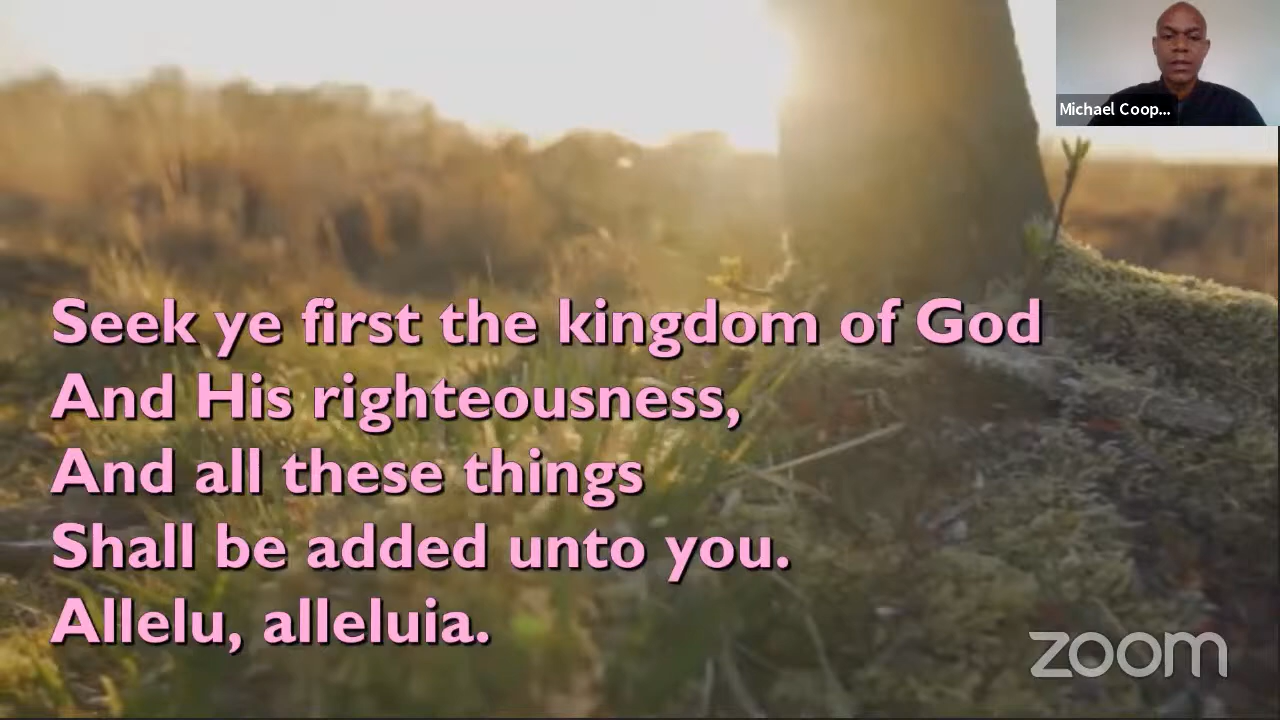 Michael Coop...
Seek ye first the kingdom of God
And His righteousness,
And all these things
Shall be added unto you.
Allelu, alleluia.
zoom